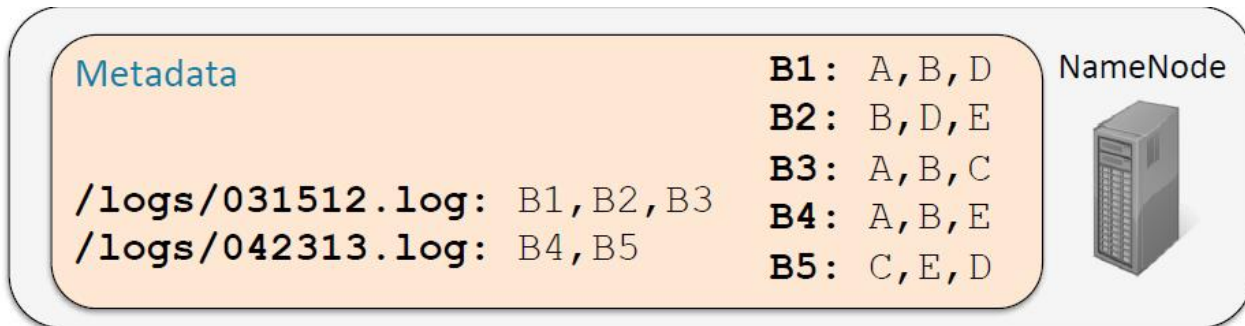 Metadata
/logs/031512.log: B1,B2,B3
/logs/042313.log: B4,B5
B1: A,B,D
B2: B,D,E
B3: A,B,C
B4: A,B,E
B5: C,E,D
NameNode